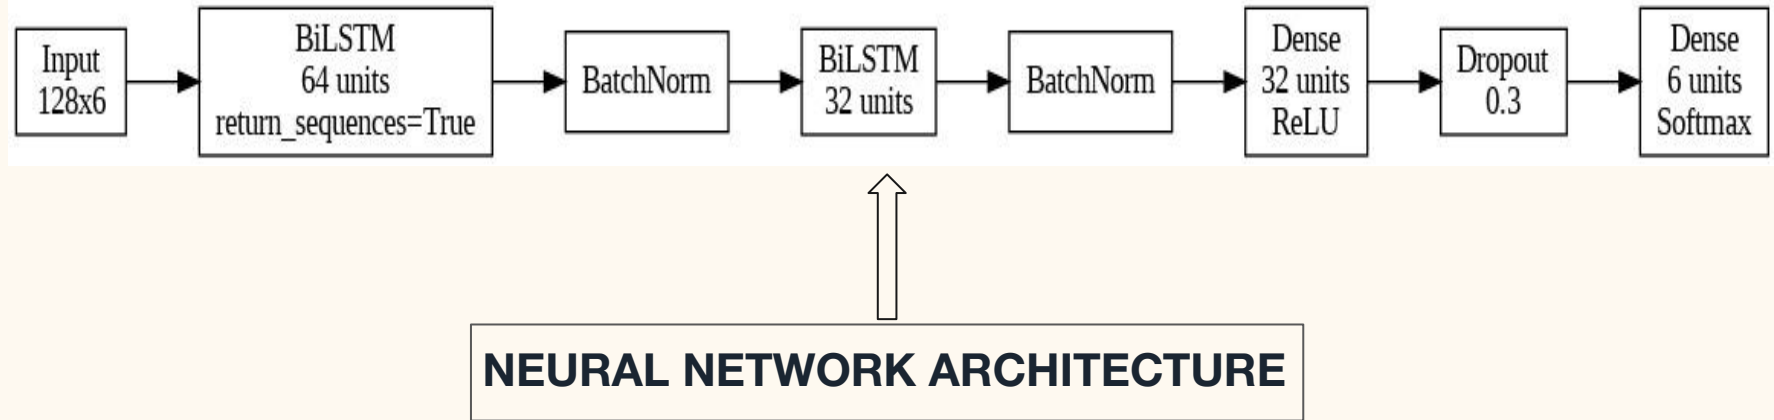 Input
128x6
BiLSTM
64 units
return_sequences=True
BatchNorm
BiLSTM
32 units
BatchNorm
Dense
32 units
ReLU
Dropout
0.3
Dense
6 units
Softmax
NEURAL NETWORK ARCHITECTURE